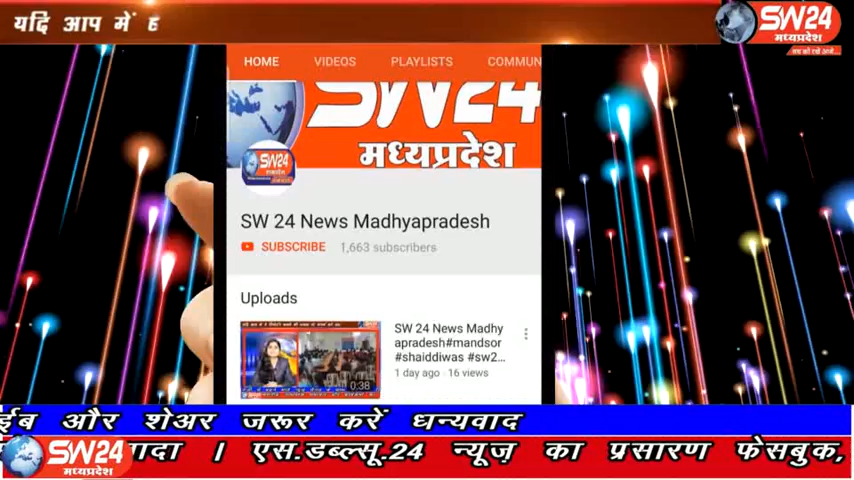 यदि आप में ह
SW24
मध्यप्रदेश
HOME VIDEOS PLAYLISTS COMMUN
SW24
मध्यप्रदेश
SW24
SW 24 News Madhyapradesh
SUBSCRIBE 1,663 subscribers
Uploads
SW 24 News Madhy
apradesh#mandsor
#shaiddiwas #sw2...
1 day ago · 16 views
0:38
ईब और शेअर जरूर करें धन्यवाद
SW24
मध्यप्रदेश
ादा । एस.डब्ल्सू.24 न्यूज़ का प्रसारण फेसबुक,